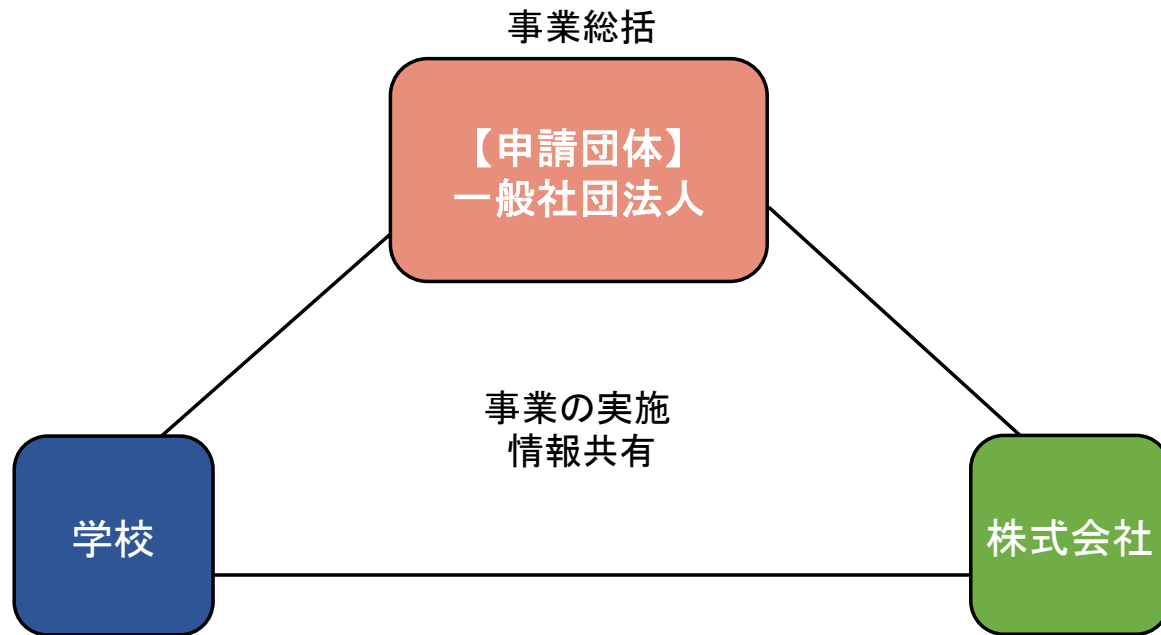 事業総括
【申請団体】
一般社団法人
事業の実施
情報共有
学校
株式会社